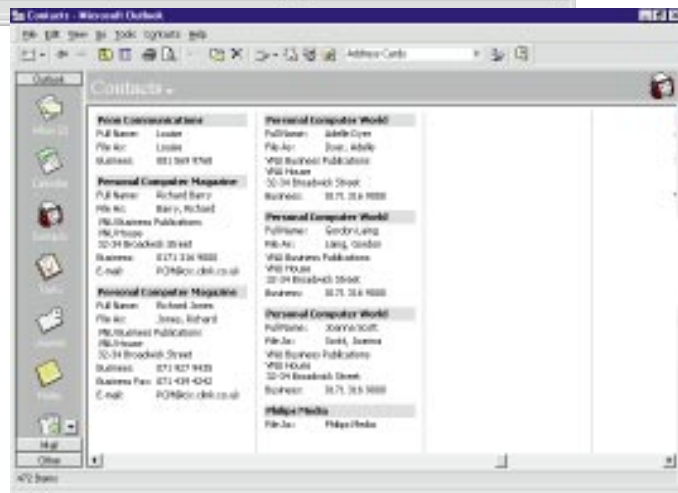 Contacts - Microsoft Outlook
File Edit View Go Tools Contacts Help
Address Cards
Outlook
Contacts
Calendar
Penn Communications
Full Name: Louise
File As: Louise
Business: 081 569 9768
Personal Computer Magazine
Full Name: Richard Barry
File As: Barry, Richard
VNU Business Publications
VNU House
32-34 Broadwick Street
Business: 0171 316 9000
E-mail: PCM@cix.clink.co.uk
Personal Computer Magazine
Full Name: Richard Jones
File As: Jones, Richard
VNU Business Publications
VNU House
32-34 Broadwick Street
Business: 071 927 9435
Business Fax: 071 439 4242
E-mail: PCM@cix.clink.co.uk
Personal Computer World
Full Name: Adele Dyer
File As: Dyer, Adele
VNU Business Publications
VNU House
32-34 Broadwick Street
Business: 0171 316 9000
Personal Computer World
Full Name: Gordon Laing
File As: Laing, Gordon
VNU Business Publications
VNU House
32-34 Broadwick Street
Business: 0171 316 9000
Personal Computer World
Full Name: Joanna Scott
File As: Scott, Joanna
VNU Business Publications
VNU House
32-34 Broadwick Street
Business: 0171 316 9000
Philips Media
File As: Philips Media
Mail
Other
472 Items